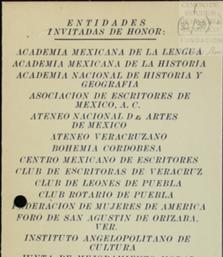 ENTIDADES
INVITADAS DE HONOR:
ACADEMIA MEXICANA DE LA LENGUA
ACADEMIA MEXICANA DE LA HISTORIA
ACADEMIA NACIONAL DE HISTORIA Y
GEOGRAFIA
ASOCIACION DE ESCRITORES DE
MEXICO, A. C.
ATENEO NACIONAL DE ARTES
DE MEXICO
ATENEO VERACRUZANO
BOHEMIA CORDOBESA
CENTRO MEXICANO DE ESCRITORES
CLUB DE ESCRITORAS DE VERACRUZ
CLUB DE LEONES DE PUEBLA
CLUB ROTARIO DE PUEBLA
FEDERACION DE MUJERES DE AMERICA
FORO DE SAN AGUSTIN DE ORIZABA,
VER.
INSTITUTO ANGELOPOLITANO DE
CULTURA